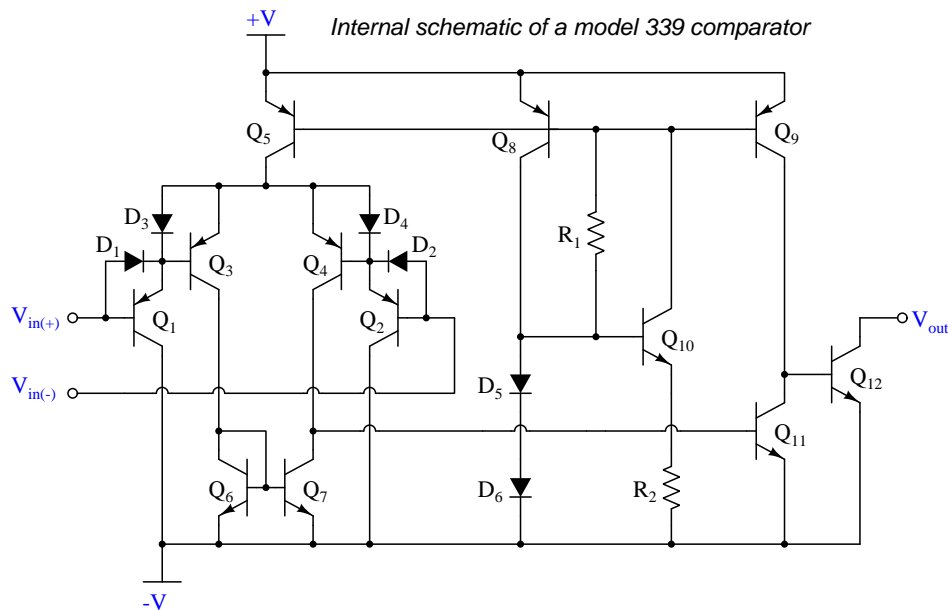 +V
Internal schematic of a model 339 comparator
Q5
Q8
Q9
D3
D4
D1
D2
R1
Q3
Q4
Vin(+)
Q1
Q2
Q10
Vout
Vin(-)
D5
Q12
Q11
Q6
Q7
D6
R2
-V